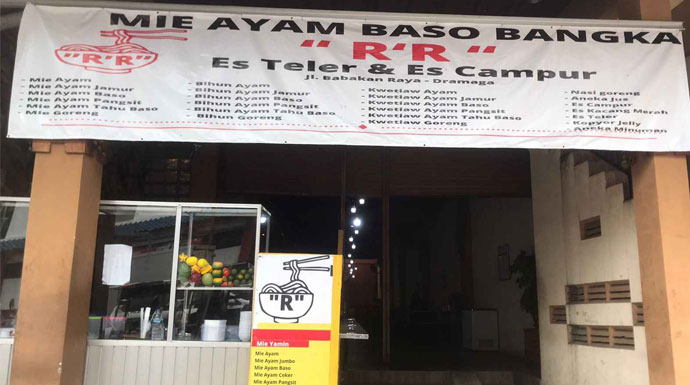 MIE AYAM BASO BANGKA
" R'R "
"R'R"
Es Teler & Es Campur
Jl. Babakan Raya - Dramaga
- Mie Ayam
- Mie Ayam Jamur
- Mie Ayam Baso
- Mie Ayam Pangsit
- Mie Ayam Tahu Baso
- Mie Goreng
- Bihun Ayam
- Bihun Ayam Jamur
- Bihun Ayam Baso
- Bihun Ayam Pangsit
- Bihun Ayam Tahu Baso
- Bihun Goreng
- Kwetiaw Ayam
- Kwetiaw Ayam Jamur
- Kwetiaw Ayam Baso
- Kwetiaw Ayam Pangsit
- Kwetiaw Ayam Tahu Baso
- Kwetiaw Goreng
- Nasi goreng
- Aneka Jus
- Es Campur
- Es Kacang Merah
- Es Teler
- Kopyor Jelly
- Aneka Minuman
"R"
Mie Yamin
Mie Ayam
Mie Ayam Jumbo
Mie Ayam Baso
Mie Ayam Ceker
Mie Ayam Pangsit